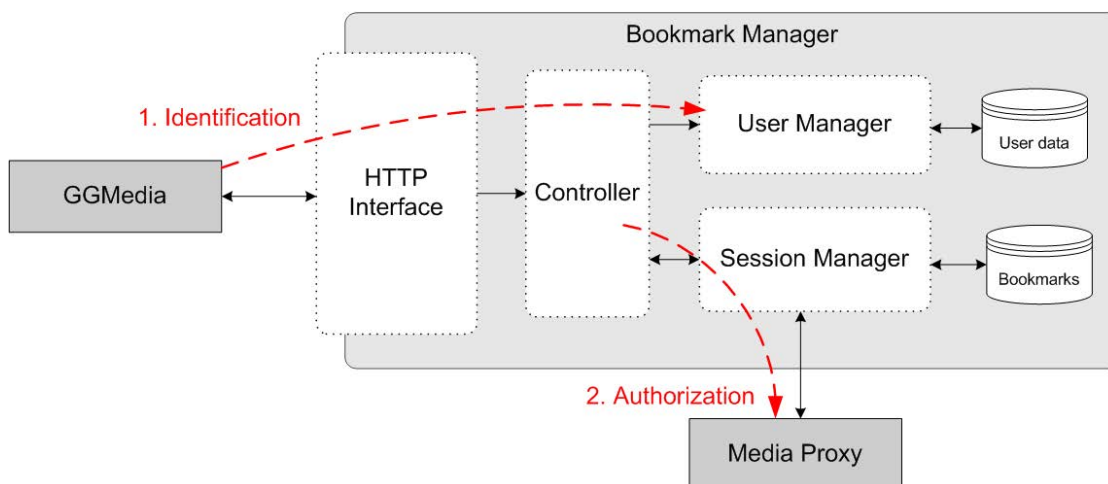 Bookmark Manager
1. Identification
User Manager
User data
GGMedia
HTTP
Interface
Controller
Session Manager
Bookmarks
2. Authorization
Media Proxy